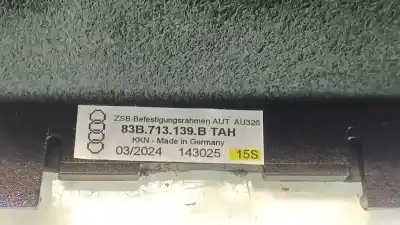 ZSB Befestigungsrahmen AUT AU326
83B.713.139.B TAH
KKN - Made in Germany
03/2024 143025 15S